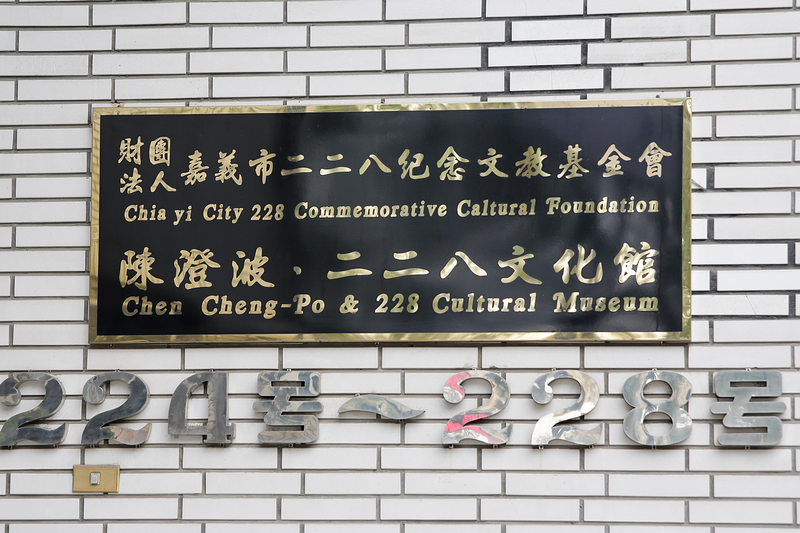 財團法人嘉義市二二八紀念文教基金會
Chia yi City 228 Commemorative Caltural Foundation
陳澄波·二二八文化館
Chen Cheng-Po & 228 Cultural Museum
224号~228号